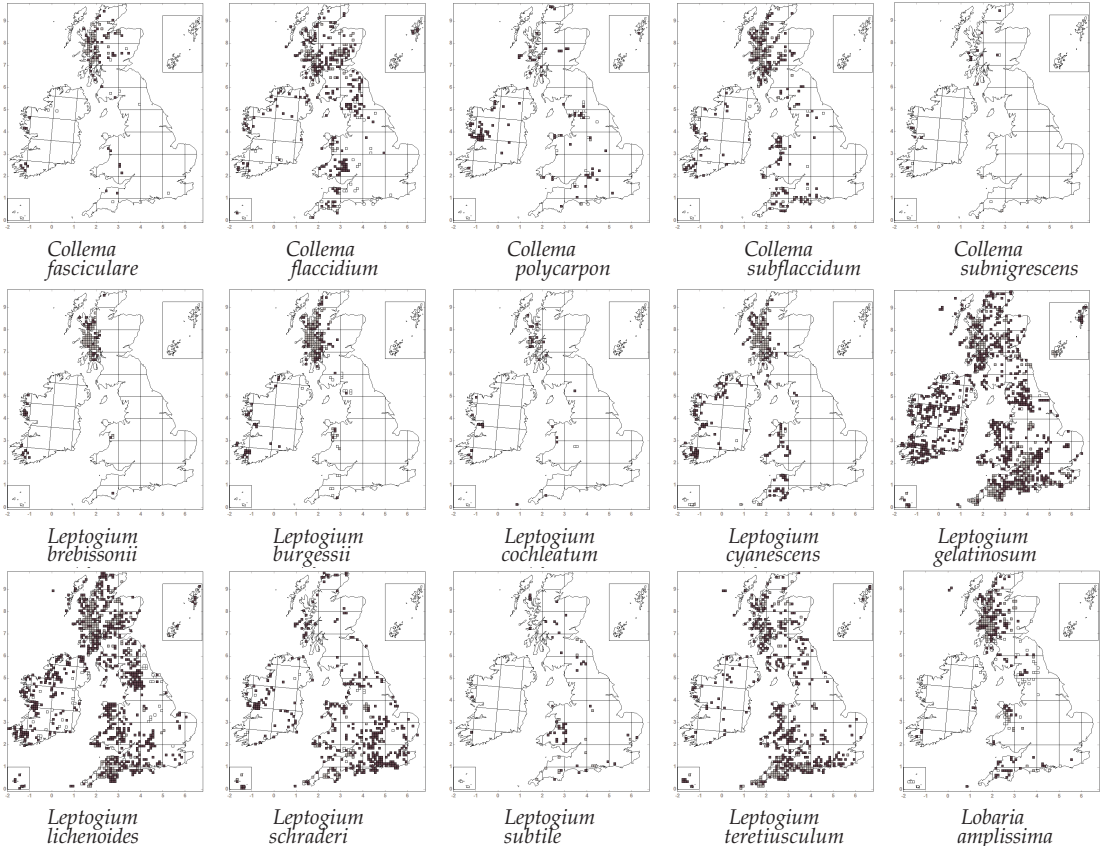 Collema
fasciculare
Collema
flaccidium
Collema
polycarpon
Collema
subflaccidum
Collema
subnigrescens
Leptogium
brebissonii
Leptogium
burgessii
Leptogium
cochleatum
Leptogium
cyanescens
Leptogium
gelatinosum
Leptogium
lichenoides
Leptogium
schraderi
Leptogium
subtile
Leptogium
teretiusculum
Lobaria
amplissima